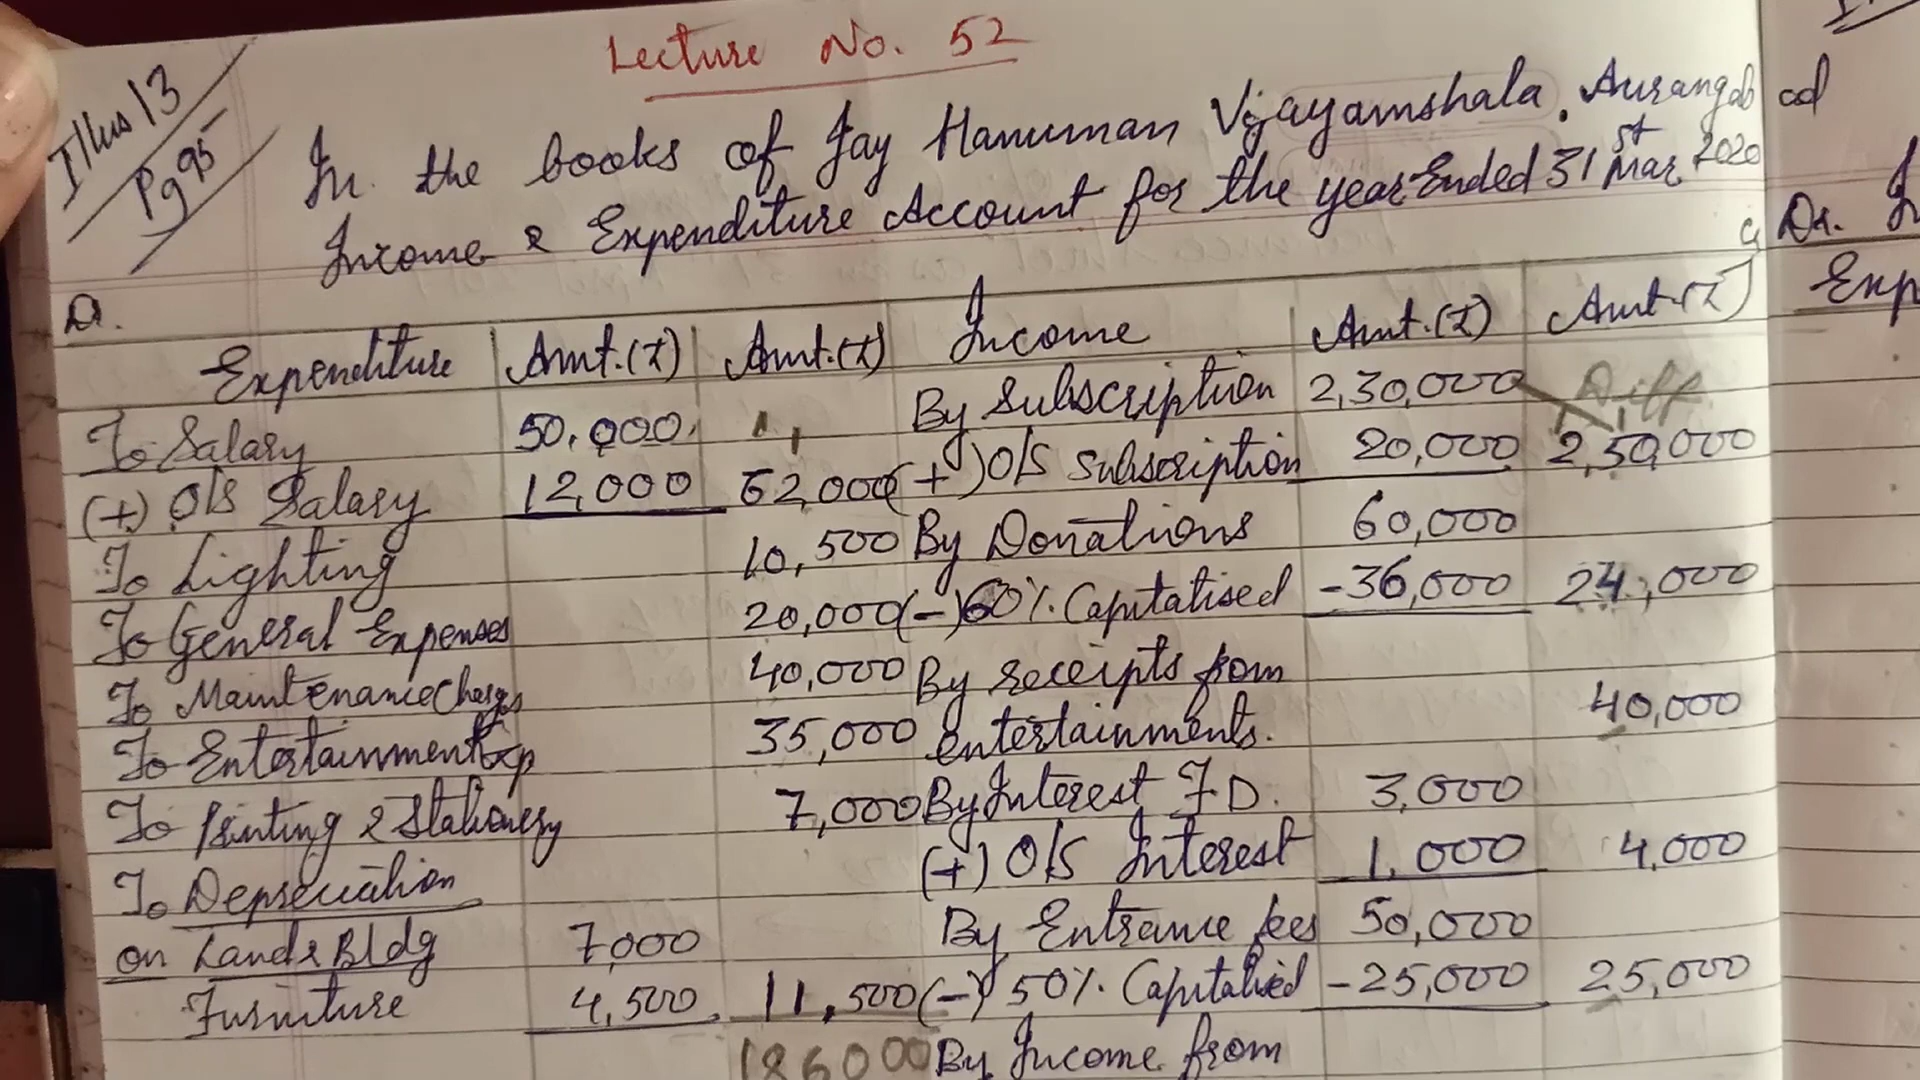 Lecture No. 52
Illus 13
Pg 95
In the books of Jay Hanuman Vyayamshala, Aurangabad
Income & Expenditure Account for the year Ended 31st Mar 2020
Dr.
Expenditure Amt.(₹) Amt.(₹) Income Amt.(₹) Amt.(₹)
To Salary 50,000 By Subscription 2,30,000 Diff.
(+) O/S Salary 12,000 62,000 (+) O/S Subscription 20,000 2,50,000
To Lighting 10,500 By Donations 60,000
To General Expenses 20,000 (-) 60% Capitalised -36,000 24,000
To Maintenance Charges 40,000 By receipts from
To Entertainment Exp 35,000 entertainments. 40,000
To Printing & Stationery 7,000 By Interest F.D. 3,000
To Depreciation (+) O/S Interest 1,000 4,000
on Land & Bldg 7,000 By Entrance fees 50,000
Furniture 4,500 11,500 (-) 50% Capitalised -25,000 25,000
186000 By Income from
Dr.
Exp